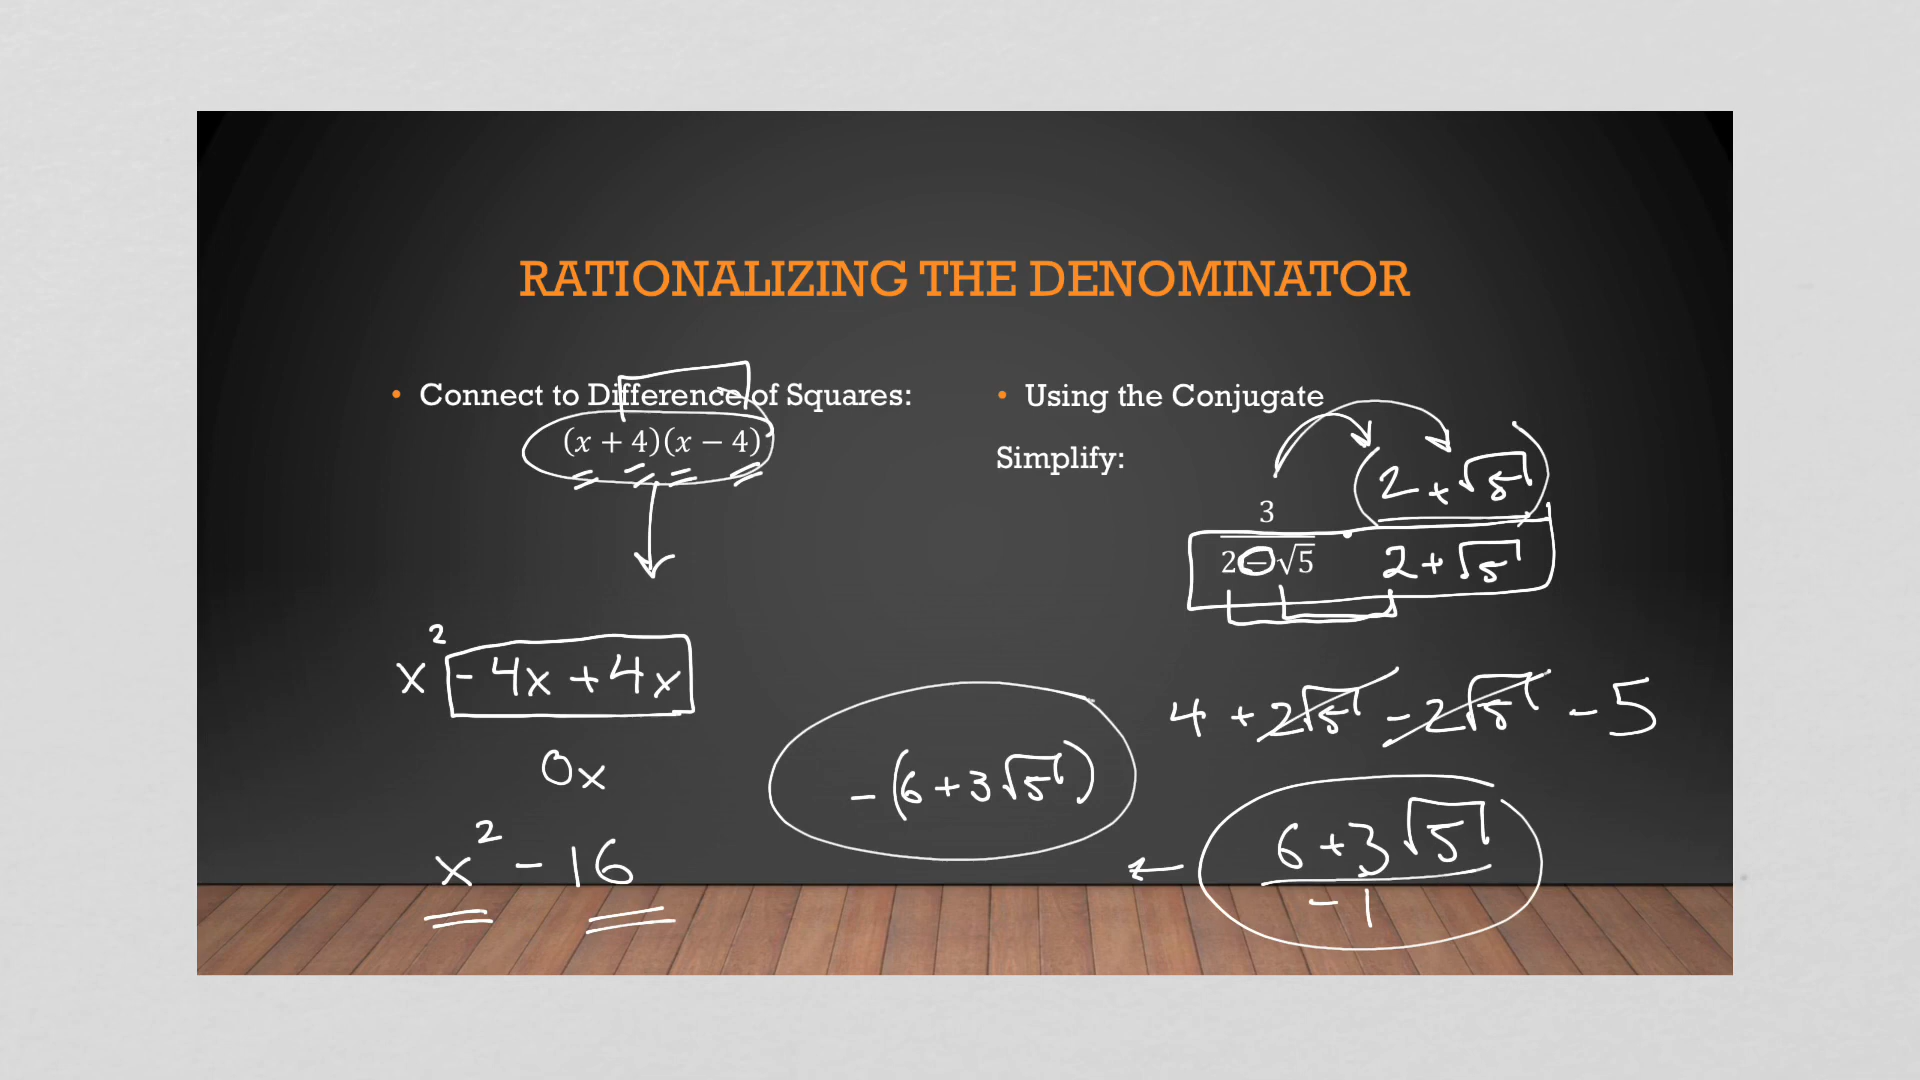 RATIONALIZING THE DENOMINATOR
• Connect to Difference of Squares:
(x + 4)(x − 4)
x² - 4x + 4x
0x
x² - 16
• Using the Conjugate
Simplify:
3 2 + √5
2 − √5 · 2 + √5
4 + 2√5 - 2√5 - 5
6 + 3√5
- 1
←
- (6 + 3√5)